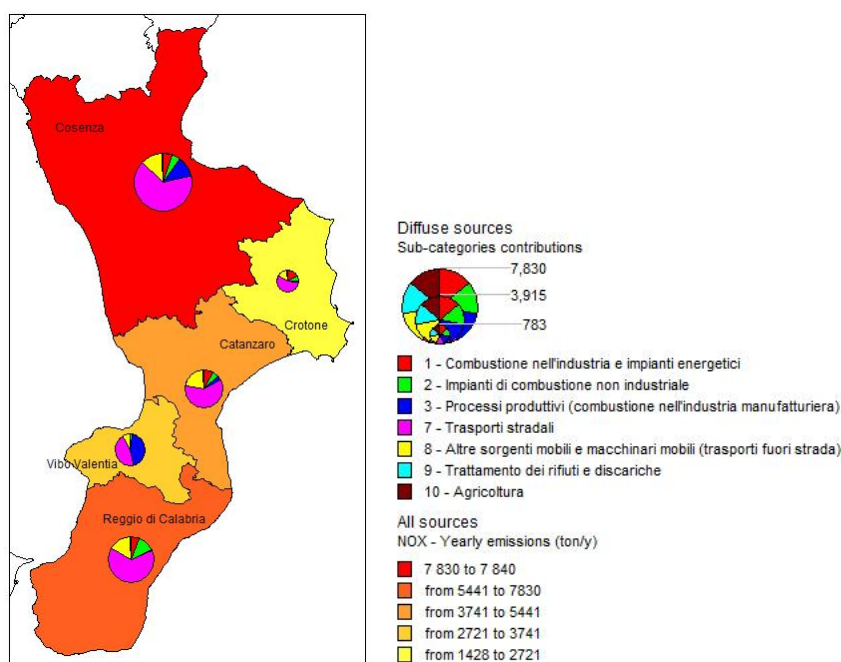 Cosenza
Crotone
Catanzaro
Vibo Valentia
Reggio di Calabria
Diffuse sources
Sub-categories contributions
7,830
3,915
783
1 - Combustione nell'industria e impianti energetici
2 - Impianti di combustione non industriale
3 - Processi produttivi (combustione nell'industria manufatturiera)
7 - Trasporti stradali
8 - Altre sorgenti mobili e macchinari mobili (trasporti fuori strada)
9 - Trattamento dei rifiuti e discariche
10 - Agricoltura
All sources
NOX - Yearly emissions (ton/y)
7 830 to 7 840
from 5441 to 7830
from 3741 to 5441
from 2721 to 3741
from 1428 to 2721